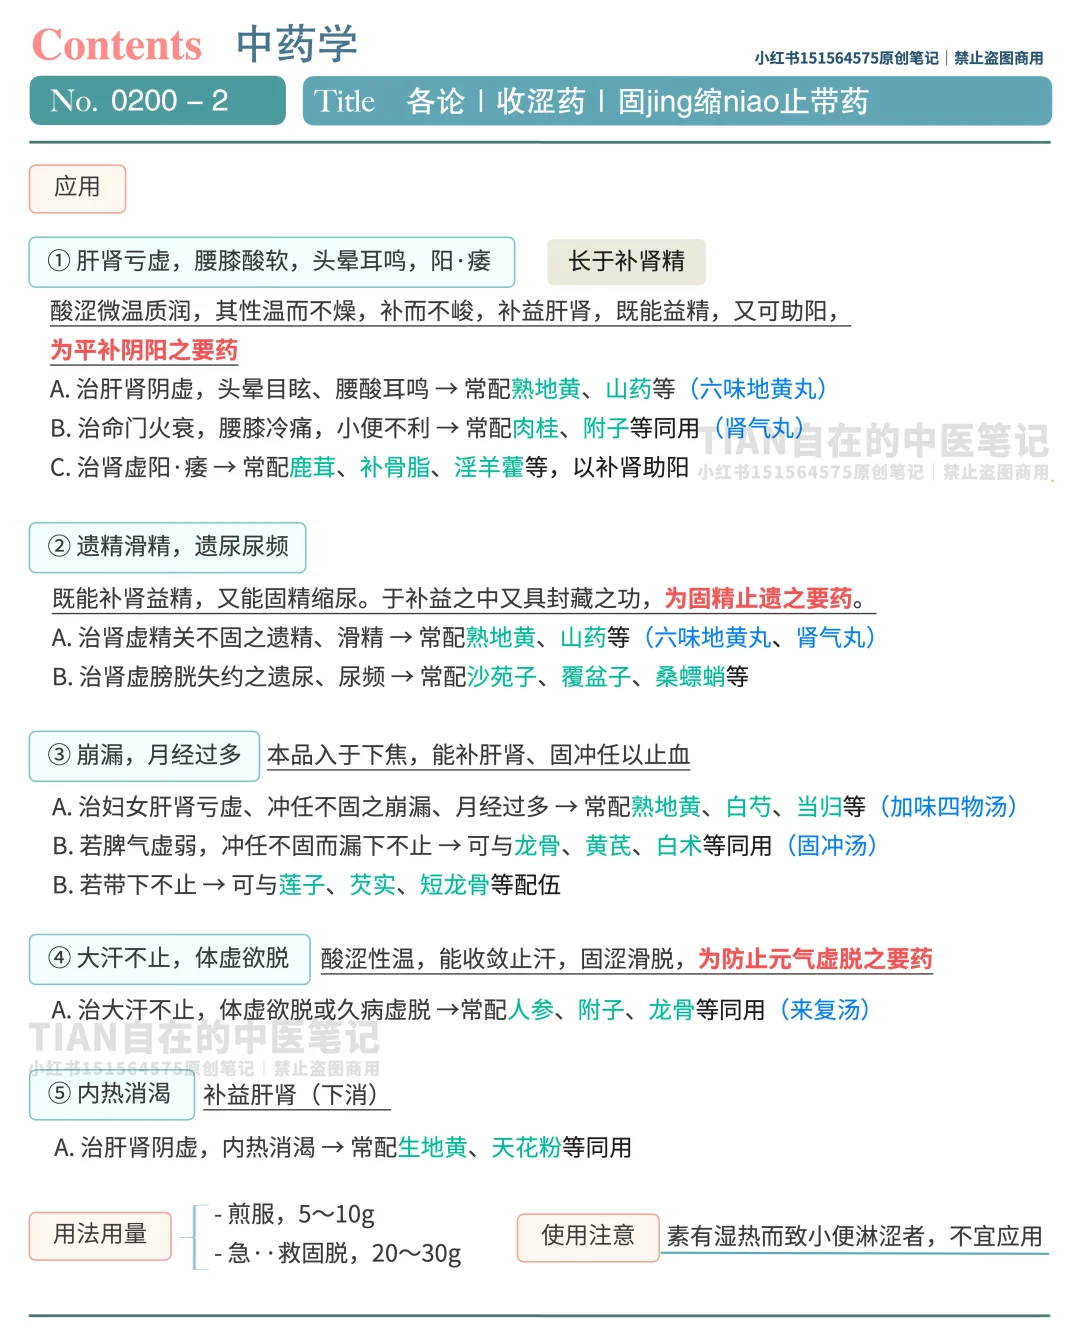 Contents 中药学
小红书151564575原创笔记｜禁止盗图商用
No. 0200 – 2 Title 各论｜收涩药｜固jing缩niao止带药
应用
① 肝肾亏虚，腰膝酸软，头晕耳鸣，阳·痿 长于补肾精
酸涩微温质润，其性温而不燥，补而不峻，补益肝肾，既能益精，又可助阳，
为平补阴阳之要药
A. 治肝肾阴虚，头晕目眩、腰酸耳鸣 → 常配熟地黄、山药等（六味地黄丸）
B. 治命门火衰，腰膝冷痛，小便不利 → 常配肉桂、附子等同用（肾气丸）
TIAN自在的中医笔记
C. 治肾虚阳·痿 → 常配鹿茸、补骨脂、淫羊藿等，以补肾助阳
小红书151564575原创笔记｜禁止盗图商用
② 遗精滑精，遗尿尿频
既能补肾益精，又能固精缩尿。于补益之中又具封藏之功，为固精止遗之要药。
A. 治肾虚精关不固之遗精、滑精 → 常配熟地黄、山药等（六味地黄丸、肾气丸）
B. 治肾虚膀胱失约之遗尿、尿频 → 常配沙苑子、覆盆子、桑螵蛸等
③ 崩漏，月经过多 本品入于下焦，能补肝肾、固冲任以止血
A. 治妇女肝肾亏虚、冲任不固之崩漏、月经过多 → 常配熟地黄、白芍、当归等（加味四物汤）
B. 若脾气虚弱，冲任不固而漏下不止 → 可与龙骨、黄芪、白术等同用（固冲汤）
B. 若带下不止 → 可与莲子、芡实、短龙骨等配伍
④ 大汗不止，体虚欲脱 酸涩性温，能收敛止汗，固涩滑脱，为防止元气虚脱之要药
A. 治大汗不止，体虚欲脱或久病虚脱 →常配人参、附子、龙骨等同用（来复汤）
TIAN自在的中医笔记
小红书151564575原创笔记｜禁止盗图商用
⑤ 内热消渴 补益肝肾（下消）
A. 治肝肾阴虚，内热消渴 → 常配生地黄、天花粉等同用
用法用量
- 煎服，5～10g
- 急··救固脱，20～30g
使用注意 素有湿热而致小便淋涩者，不宜应用